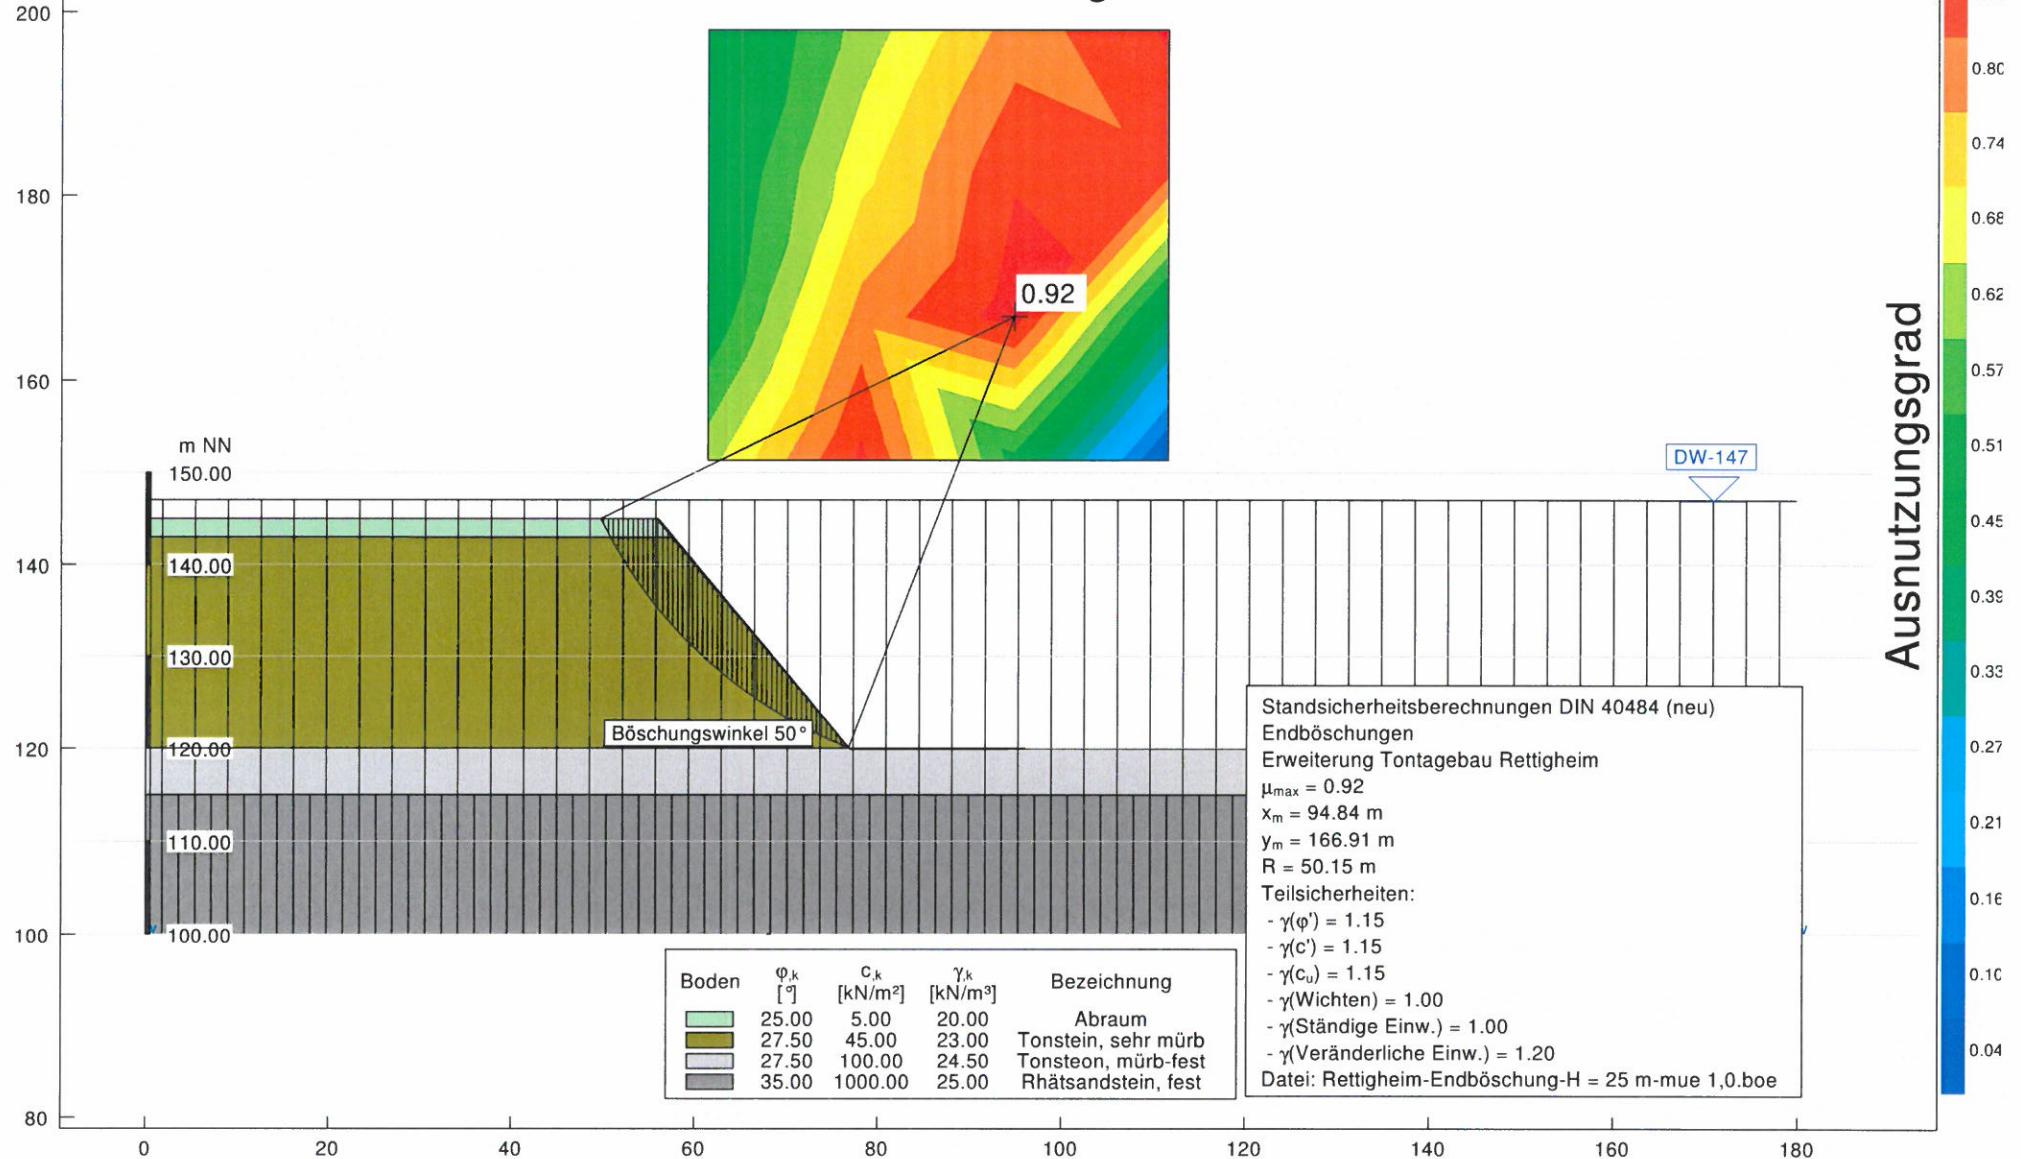 200
180
160
140
120
100
80
0
20
40
60
80
100
120
140
160
180
m NN
150.00
140.00
130.00
120.00
110.00
100.00
0.92
DW-147
Böschungswinkel 50°
Boden φ,k [°] c,k [kN/m²] γ,k [kN/m³] Bezeichnung
25.00 5.00 20.00 Abraum
27.50 45.00 23.00 Tonstein, sehr mürb
27.50 100.00 24.50 Tonsteon, mürb-fest
35.00 1000.00 25.00 Rhätsandstein, fest
Standsicherheitsberechnungen DIN 40484 (neu)
Endböschungen
Erweiterung Tontagebau Rettigheim
μmax = 0.92
xm = 94.84 m
ym = 166.91 m
R = 50.15 m
Teilsicherheiten:
- γ(φ') = 1.15
- γ(c') = 1.15
- γ(cu) = 1.15
- γ(Wichten) = 1.00
- γ(Ständige Einw.) = 1.00
- γ(Veränderliche Einw.) = 1.20
Datei: Rettigheim-Endböschung-H = 25 m-mue 1,0.boe
Ausnutzungsgrad
0.80
0.74
0.68
0.62
0.57
0.51
0.45
0.39
0.33
0.27
0.21
0.16
0.10
0.04